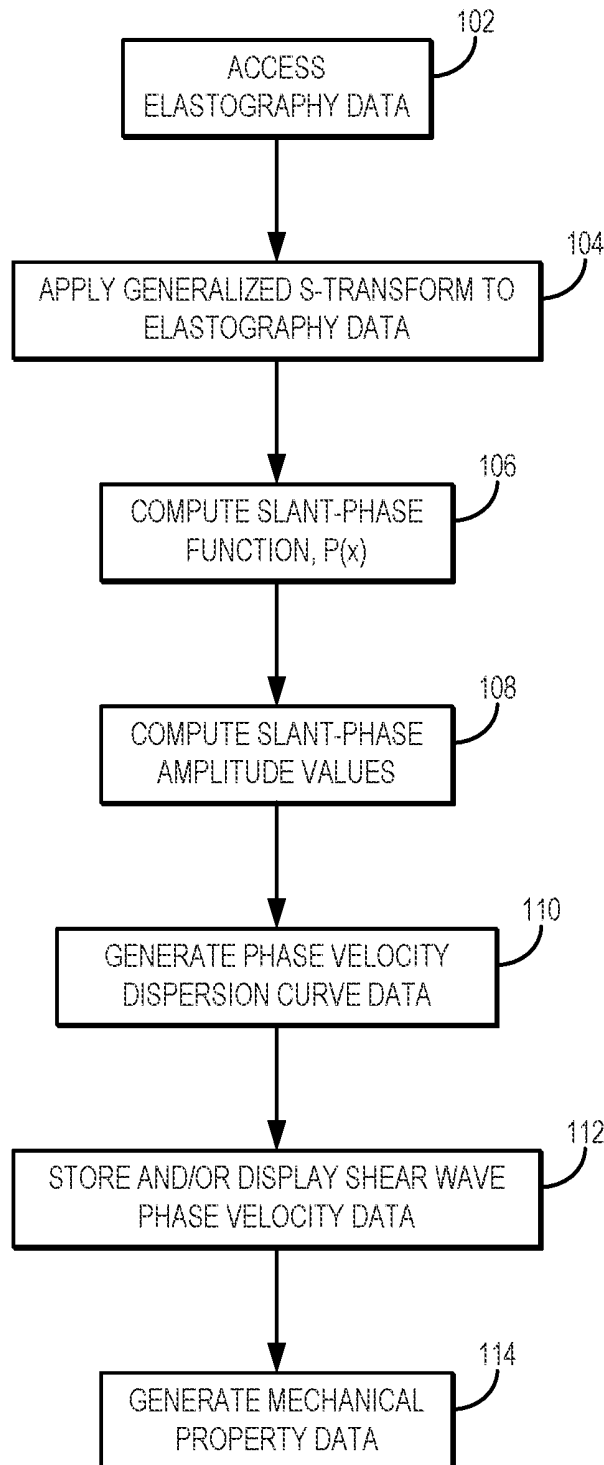 102
ACCESS
ELASTOGRAPHY DATA
104
APPLY GENERALIZED S-TRANSFORM TO
ELASTOGRAPHY DATA
106
COMPUTE SLANT-PHASE
FUNCTION, P(x)
108
COMPUTE SLANT-PHASE
AMPLITUDE VALUES
110
GENERATE PHASE VELOCITY
DISPERSION CURVE DATA
112
STORE AND/OR DISPLAY SHEAR WAVE
PHASE VELOCITY DATA
114
GENERATE MECHANICAL
PROPERTY DATA